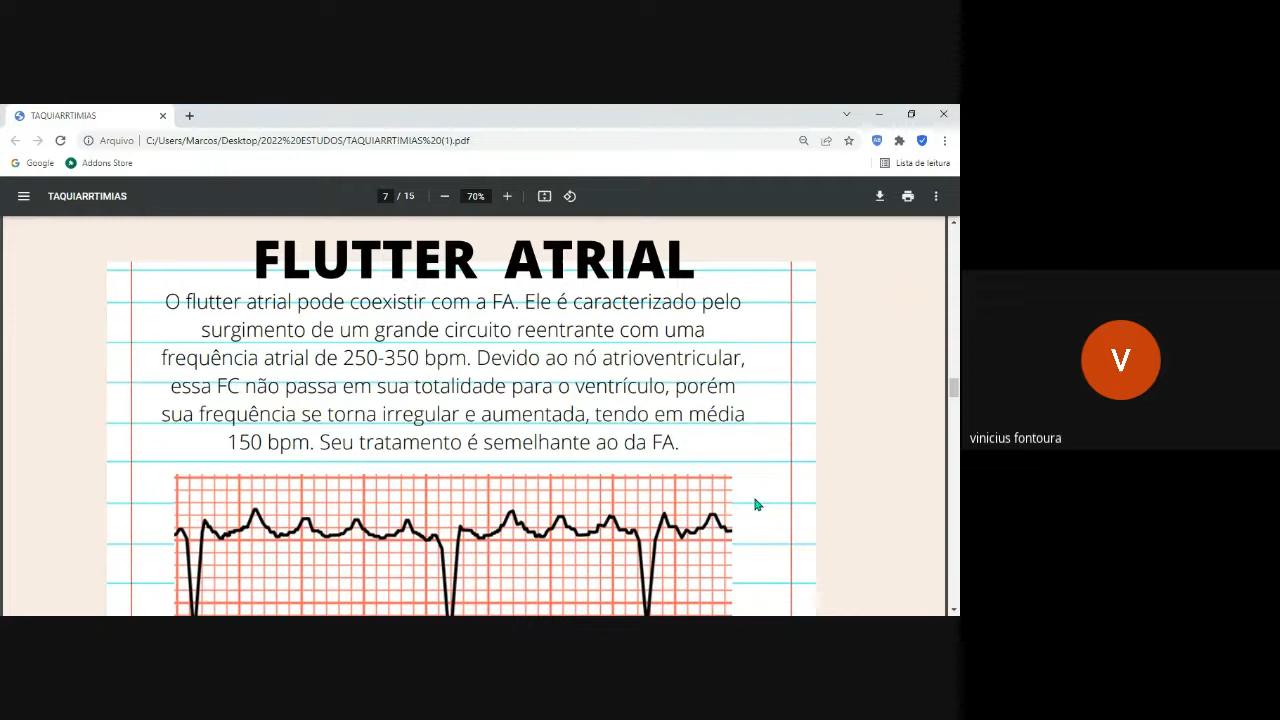 TAQUIARRTIMIAS
Arquivo
C:/Users/Marcos/Desktop/2022%20ESTUDOS/TAQUIARRTIMIAS%20(1).pdf
Google
Addons Store
Lista de leitura
TAQUIARRTIMIAS
7 / 15
70%
FLUTTER ATRIAL
O flutter atrial pode coexistir com a FA. Ele é caracterizado pelo
surgimento de um grande circuito reentrante com uma
frequência atrial de 250-350 bpm. Devido ao nó atrioventricular,
essa FC não passa em sua totalidade para o ventrículo, porém
sua frequência se torna irregular e aumentada, tendo em média
150 bpm. Seu tratamento é semelhante ao da FA.
V
vinicius fontoura